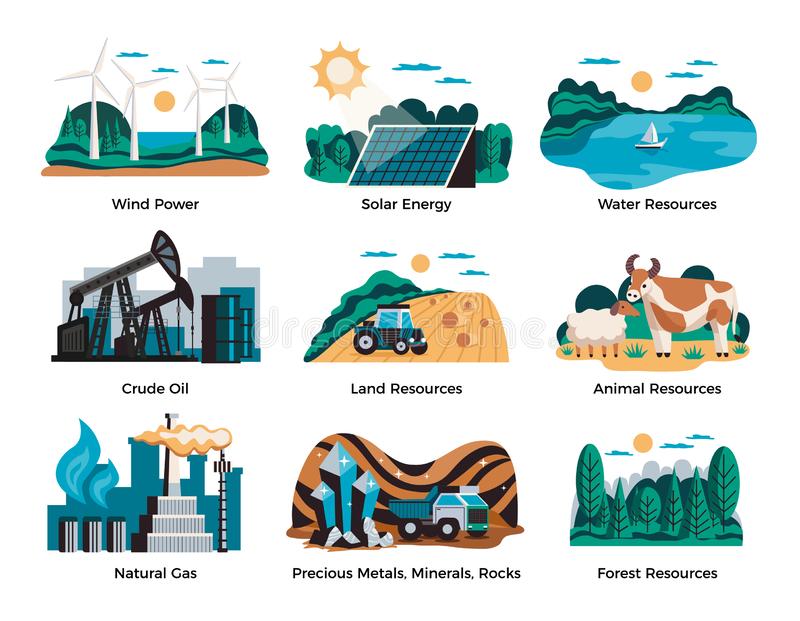 Wind Power
Solar Energy
Water Resources
dreamstime
Crude Oil
Land Resources
Animal Resources
Natural Gas
Precious Metals, Minerals, Rocks
Forest Resources